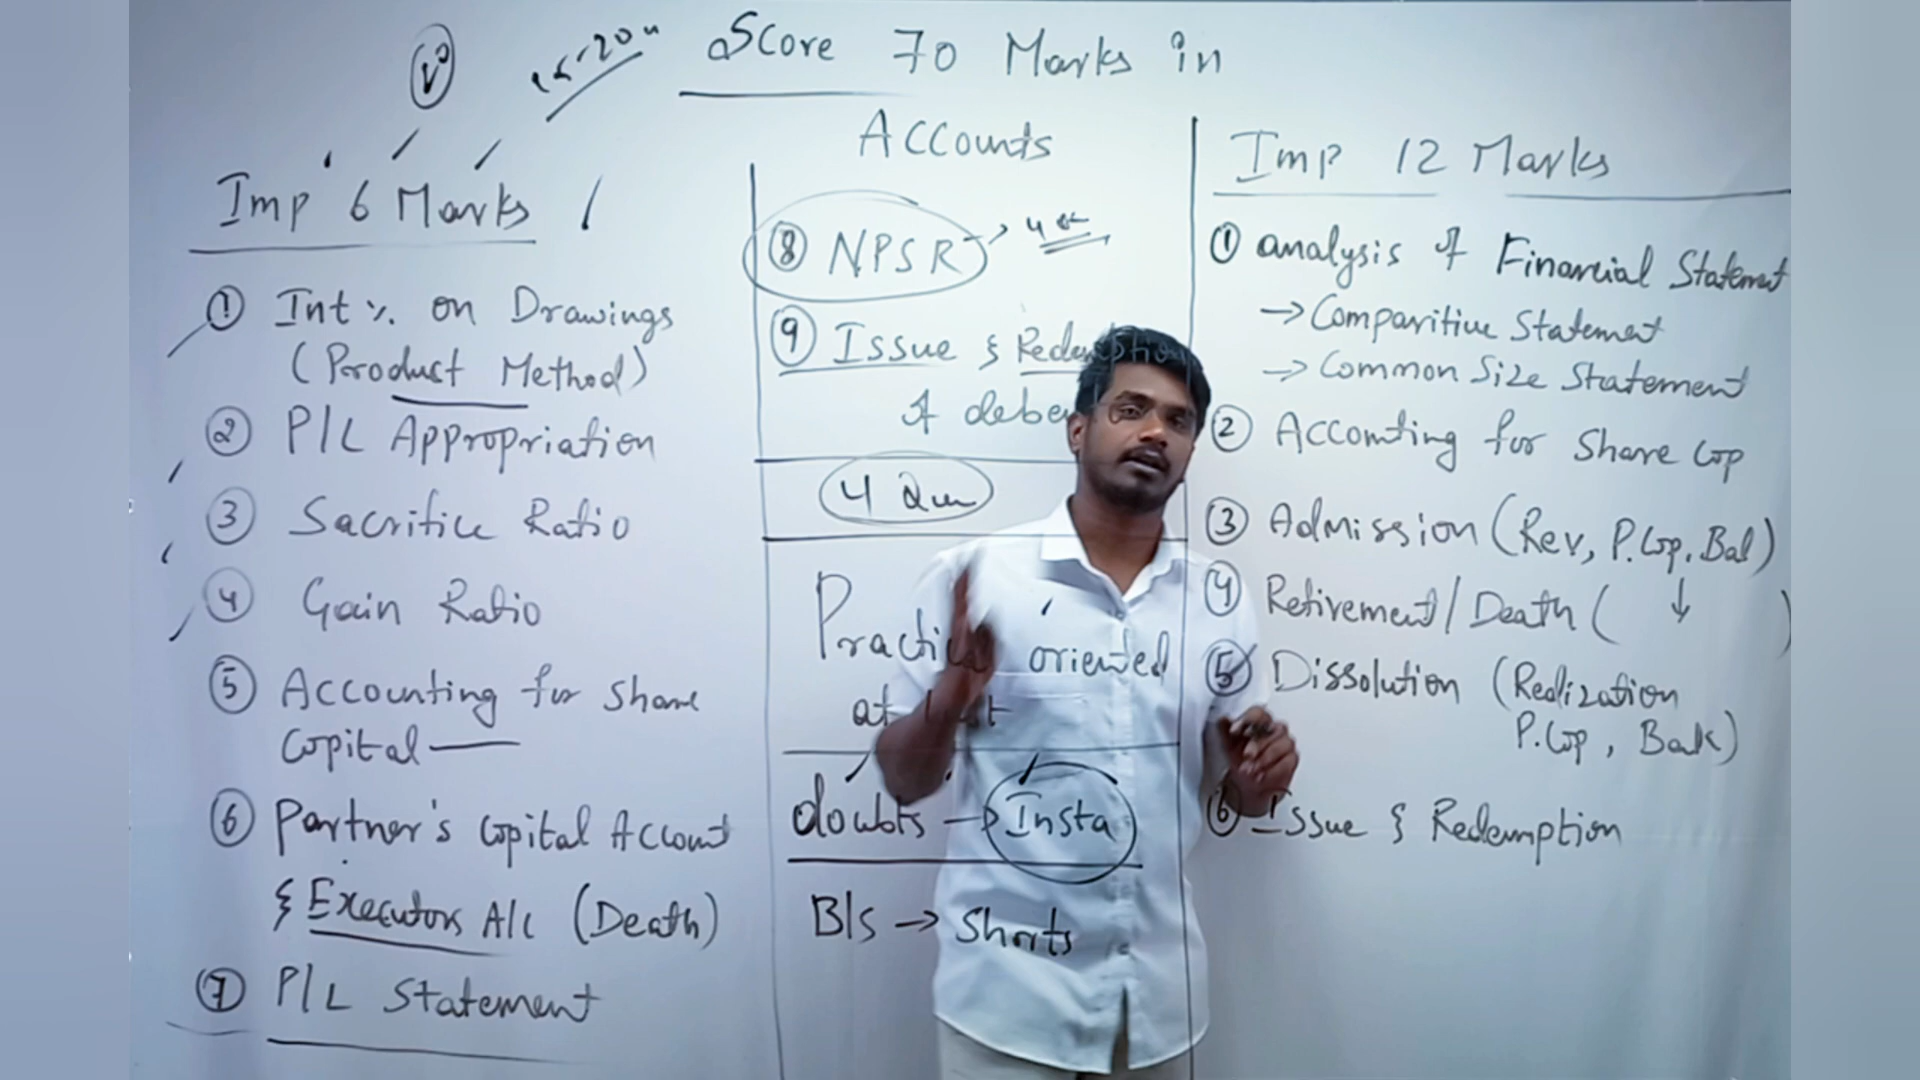 Score 70 Marks in
Accounts
15-20 "
Imp 6 Marks
① Int % on Drawings
(Product Method)
② P/L Appropriation
③ Sacrifice Ratio
④ Gain Ratio
⑤ Accounting for Share
Capital
⑥ Partner's Capital Account
& Executors A/c (Death)
⑦ P/L Statement
⑧ NPSR →
⑨ Issue & Redemption
of
4
Practical oriented
at
doubts → Insta
B/s → Shorts
Imp 12 Marks
① analysis of Financial Statement
→ Comparitive Statement
→ Common Size Statement
② Accounting for Share Cap
③ Admission (Rev, P.Cap, Bal)
④ Retirement/Death ( ↓ )
⑤ Dissolution (Realization
P.Cap, Bank)
⑥ Issue & Redemption